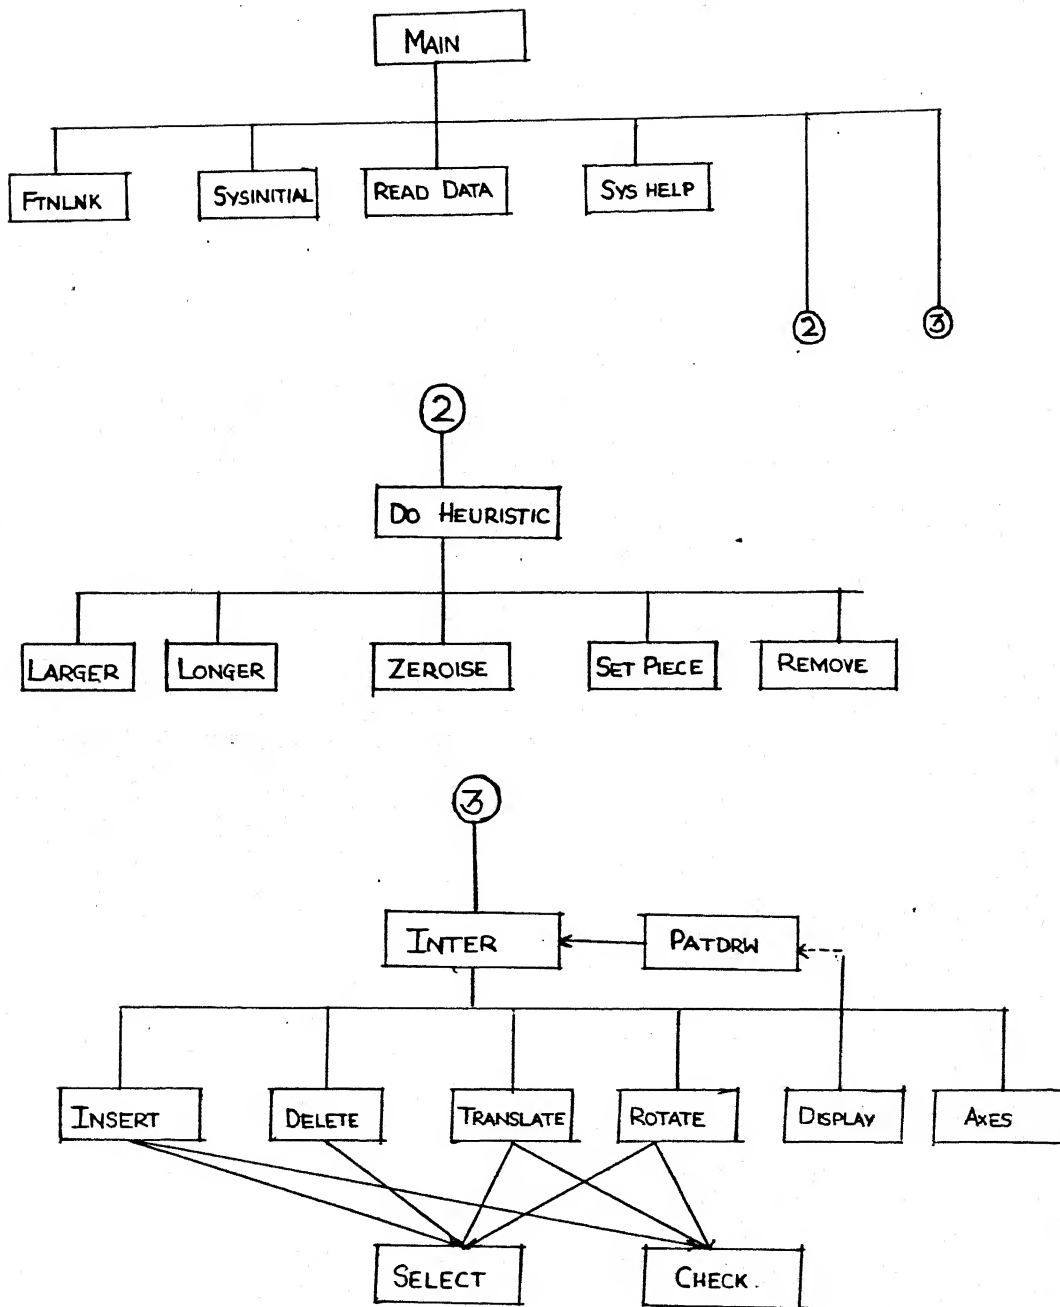 MAIN
FTNLNK
SYSINITIAL
READ DATA
SYS HELP
2
3
2
DO HEURISTIC
LARGER
LONGER
ZEROISE
SET PIECE
REMOVE
3
INTER
PATDRW
INSERT
DELETE
TRANSLATE
ROTATE
DISPLAY
AXES
SELECT
CHECK.